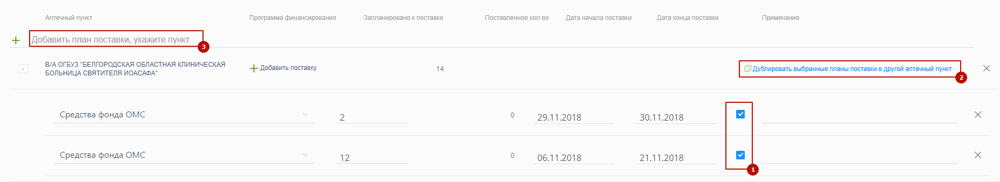 Аптечный пункт Программа финансирования Запланировано к поставке Поставленное кол-во Дата начала поставки Дата конца поставки Примечание
+ Добавить план поставки, укажите пункт
3
- В/А ОГБУЗ "БЕЛГОРОДСКАЯ ОБЛАСТНАЯ КЛИНИЧЕСКАЯ
БОЛЬНИЦА СВЯТИТЕЛЯ ИОАСАФА"
+ Добавить поставку 14 Дублировать выбранные планы поставки в другой аптечный пункт
2
Средства фонда ОМС 2 0 29.11.2018 30.11.2018
Средства фонда ОМС 12 0 06.11.2018 21.11.2018
1